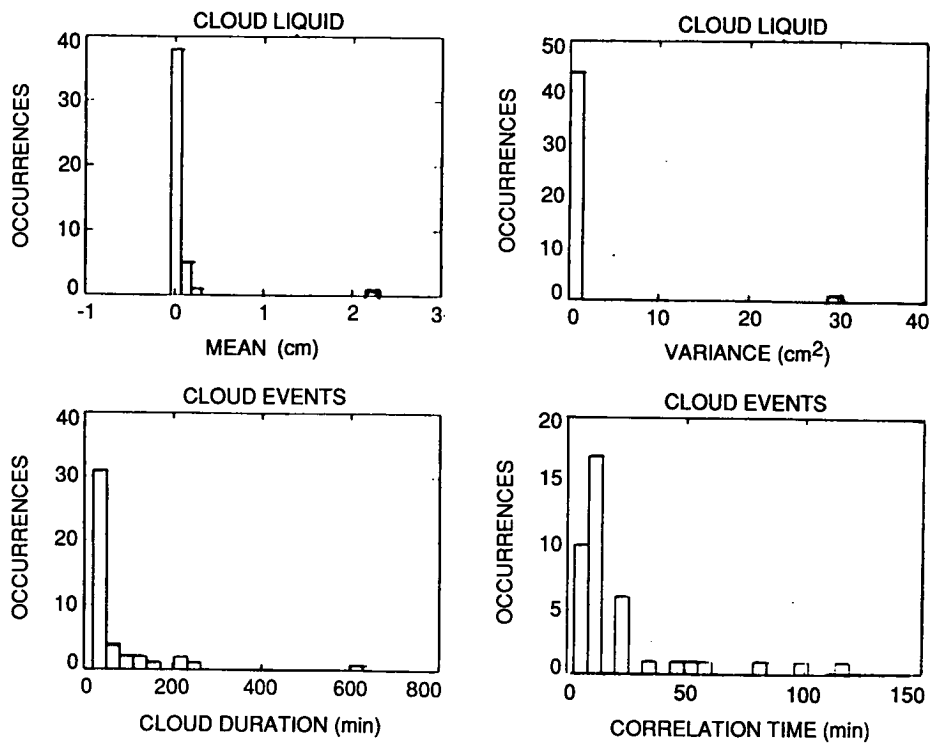 CLOUD LIQUID
OCCURRENCES
40
30
20
10
0
-1 0 1 2 3
MEAN (cm)
CLOUD LIQUID
OCCURRENCES
50
40
30
20
10
0
0 10 20 30 40
VARIANCE (cm2)
CLOUD EVENTS
OCCURRENCES
40
30
20
10
0
0 200 400 600 800
CLOUD DURATION (min)
CLOUD EVENTS
OCCURRENCES
20
15
10
5
0
0 50 100 150
CORRELATION TIME (min)